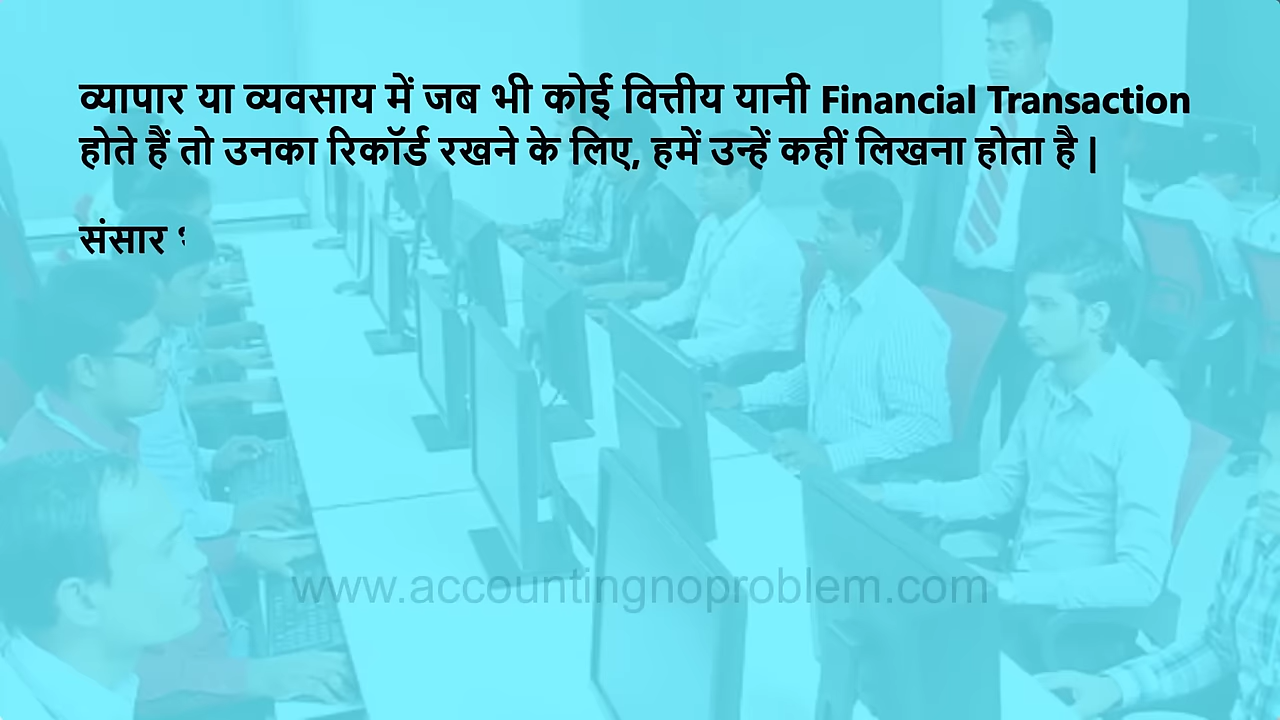 व्यापार या व्यवसाय में जब भी कोई वित्तीय यानी Financial Transaction
होते हैं तो उनका रिकॉर्ड रखने के लिए, हमें उन्हें कहीं लिखना होता है |
संसार
www.accountingnoproblem.com